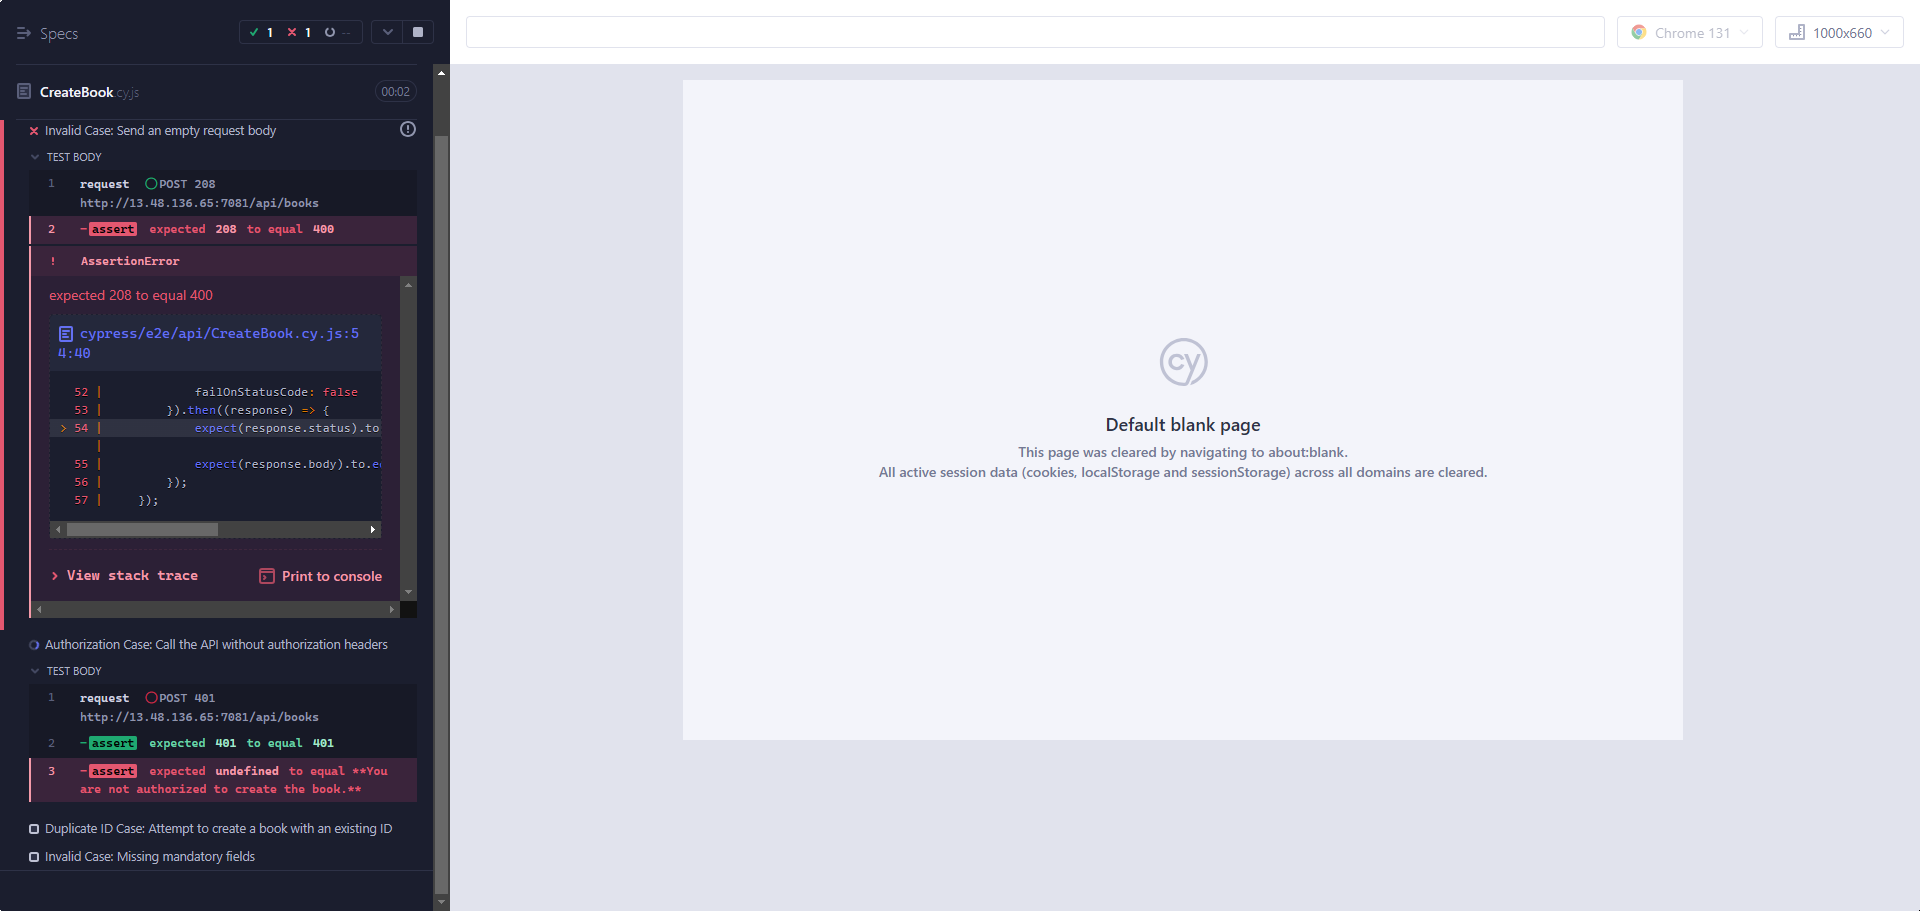 Specs
1
1
--
Chrome 131
1000x660
CreateBook.cy.js
00:02
Invalid Case: Send an empty request body
TEST BODY
1 request POST 208
http://13.48.136.65:7081/api/books
2 -assert expected 208 to equal 400
! AssertionError
expected 208 to equal 400
cypress/e2e/api/CreateBook.cy.js:5
4:40
52 | failOnStatusCode: false
53 | }).then((response) => {
> 54 | expect(response.status).to
|
55 | expect(response.body).to.e
56 | });
57 | });
View stack trace
Print to console
Authorization Case: Call the API without authorization headers
TEST BODY
1 request POST 401
http://13.48.136.65:7081/api/books
2 -assert expected 401 to equal 401
3 -assert expected undefined to equal **You
are not authorized to create the book.**
Duplicate ID Case: Attempt to create a book with an existing ID
Invalid Case: Missing mandatory fields
cy
Default blank page
This page was cleared by navigating to about:blank.
All active session data (cookies, localStorage and sessionStorage) across all domains are cleared.